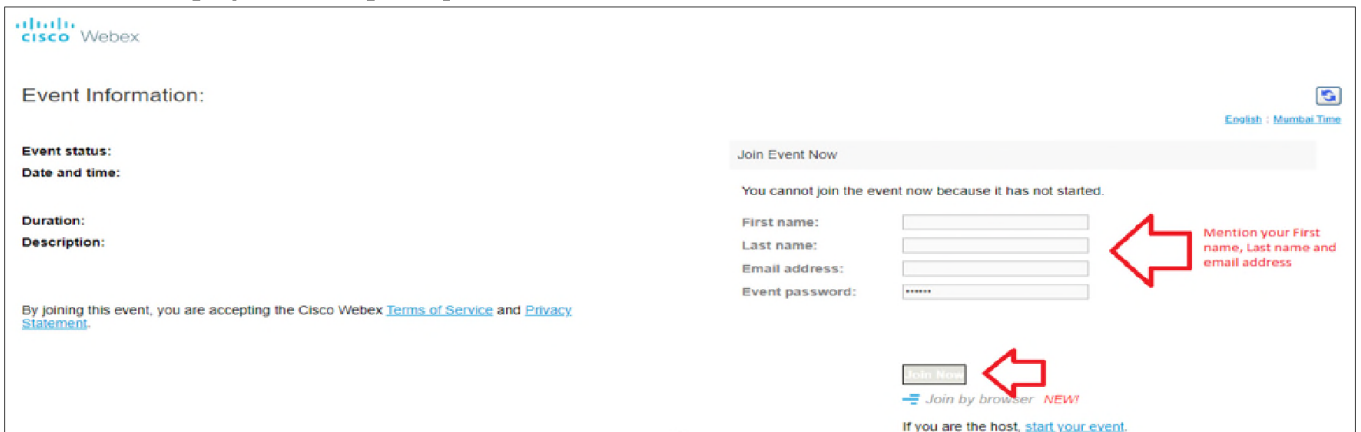 cisco Webex
Event Information:
English : Mumbai Time
Event status:
Date and time:
Duration:
Description:
By joining this event, you are accepting the Cisco Webex Terms of Service and Privacy
Statement.
Join Event Now
You cannot join the event now because it has not started.
First name:
Last name:
Email address:
Event password: ••••••
Mention your First
name, Last name and
email address
Join Now
Join by browser NEW!
If you are the host, start your event.